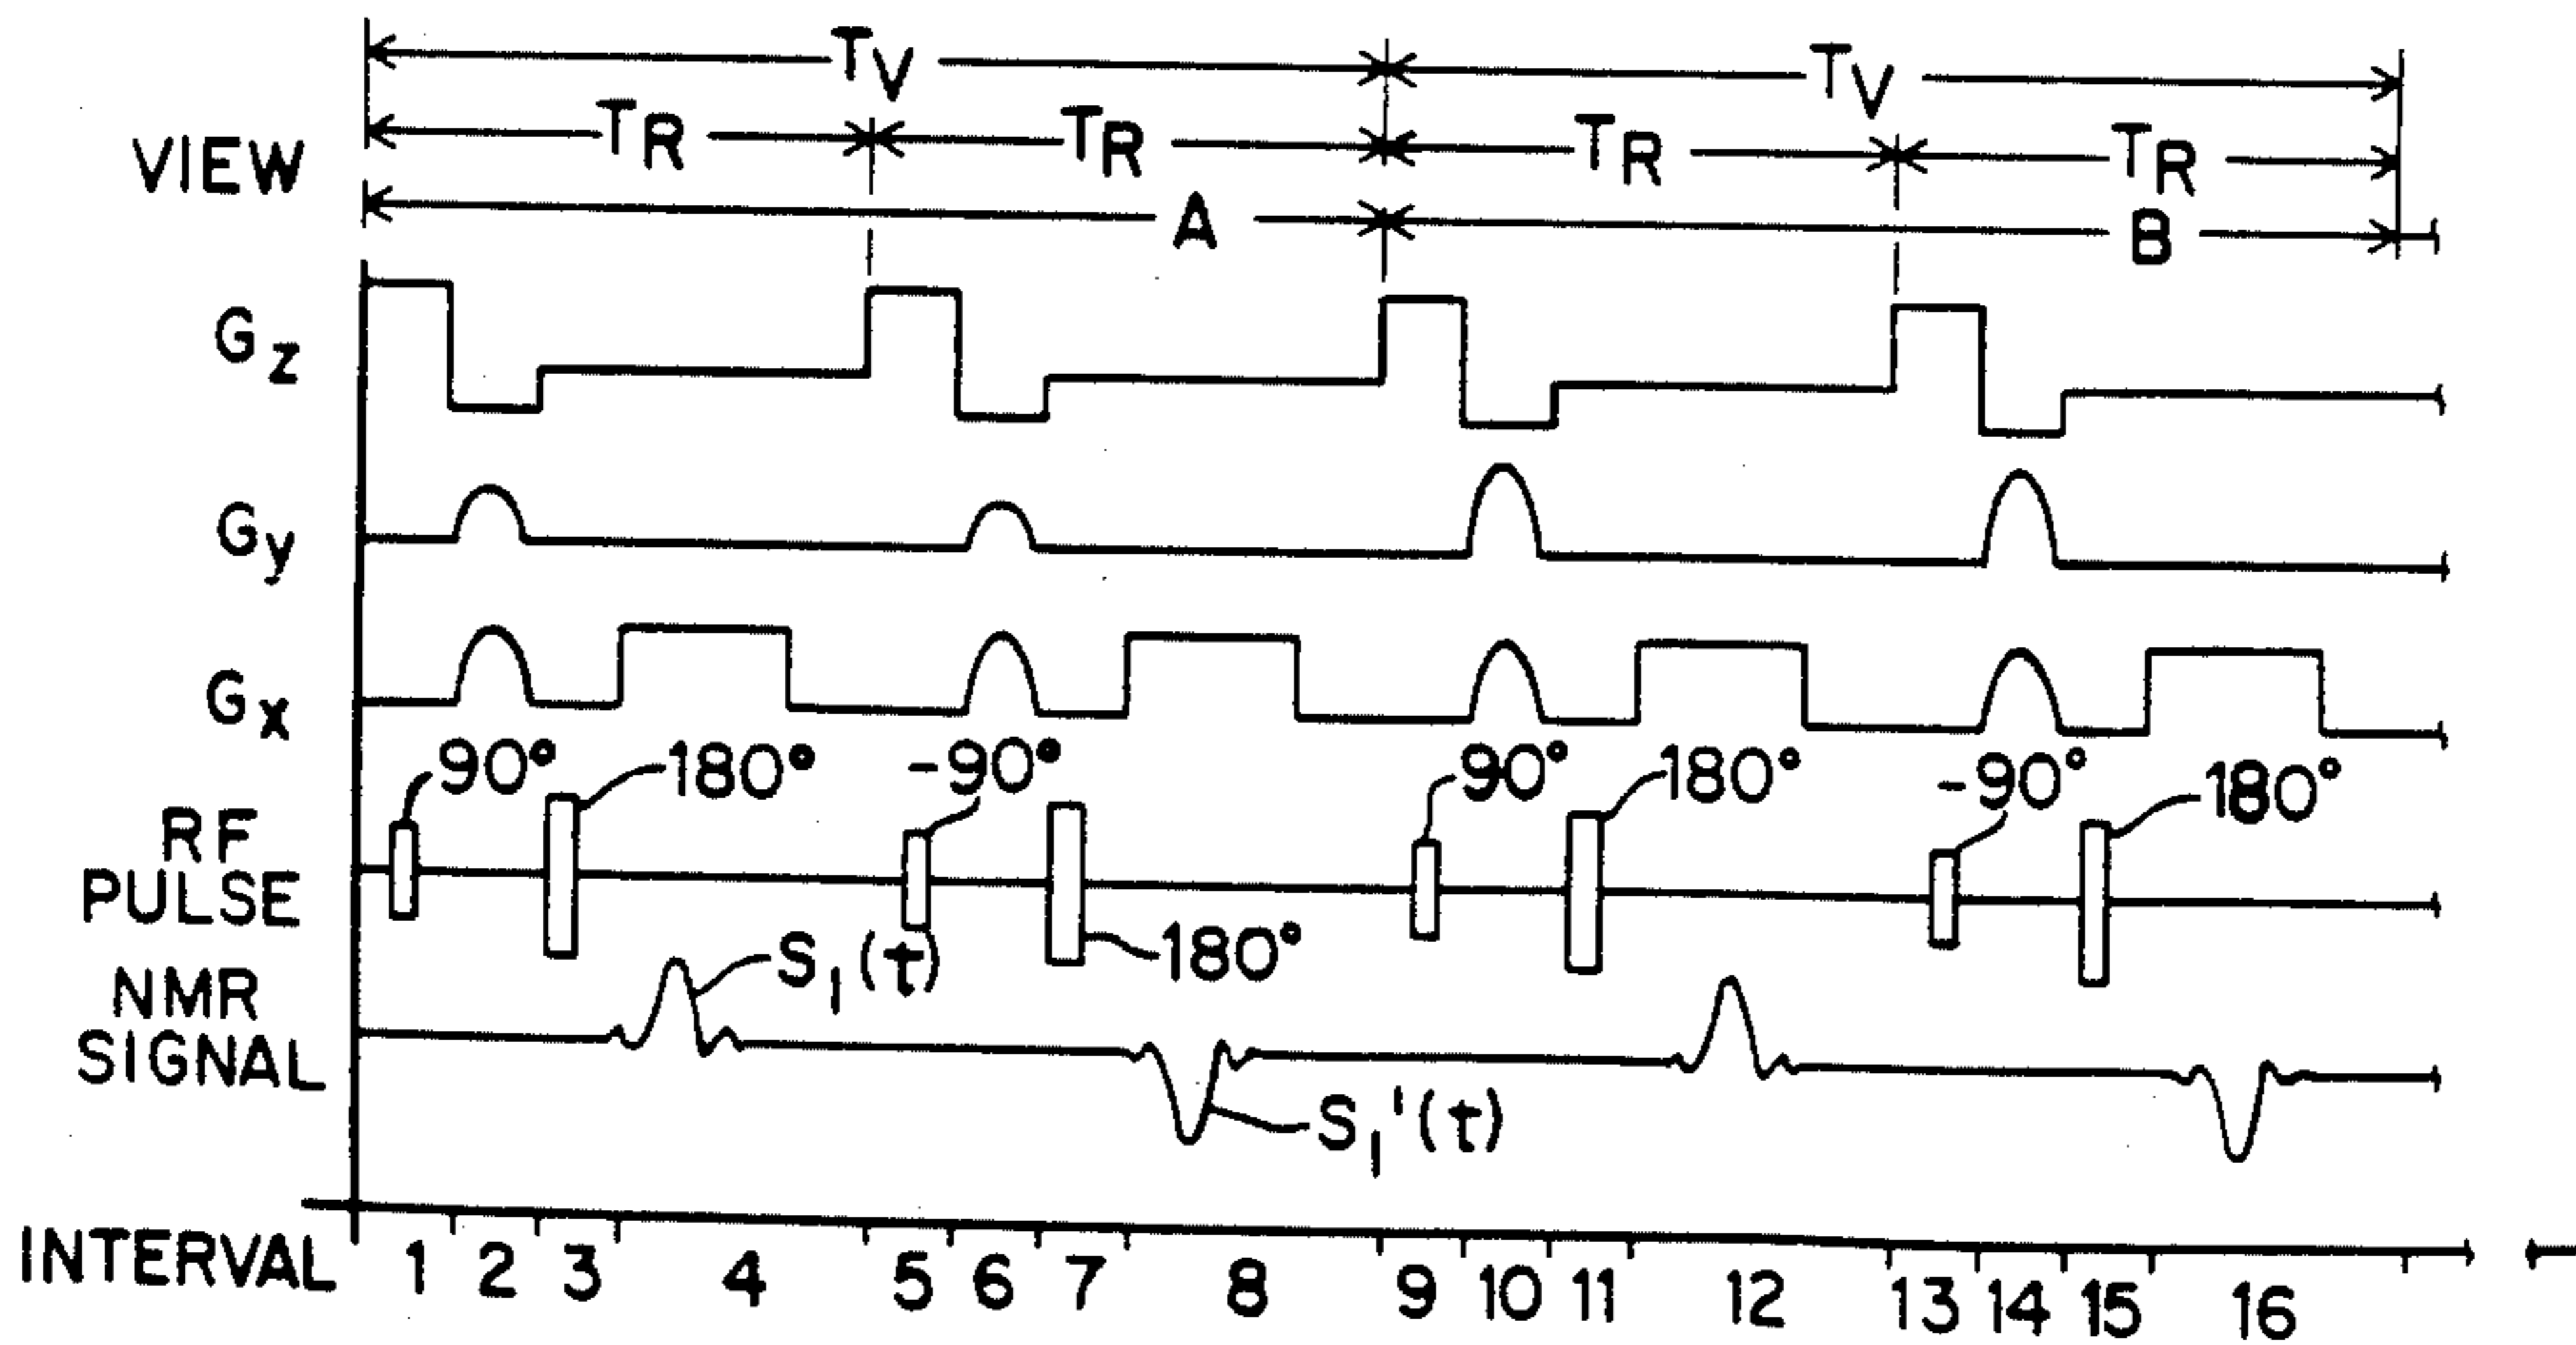 TV TV
VIEW TR TR TR TR
A B
Gz
Gy
Gx
90° 180° -90° 90° 180° -90° 180°
RF
PULSE
180°
S1(t)
NMR
SIGNAL
S1'(t)
INTERVAL 1 2 3 4 5 6 7 8 9 10 11 12 13 14 15 16